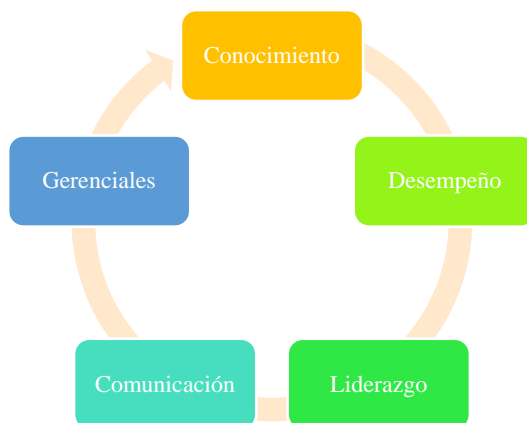 Conocimiento
Desempeño
Liderazgo
Comunicación
Gerenciales